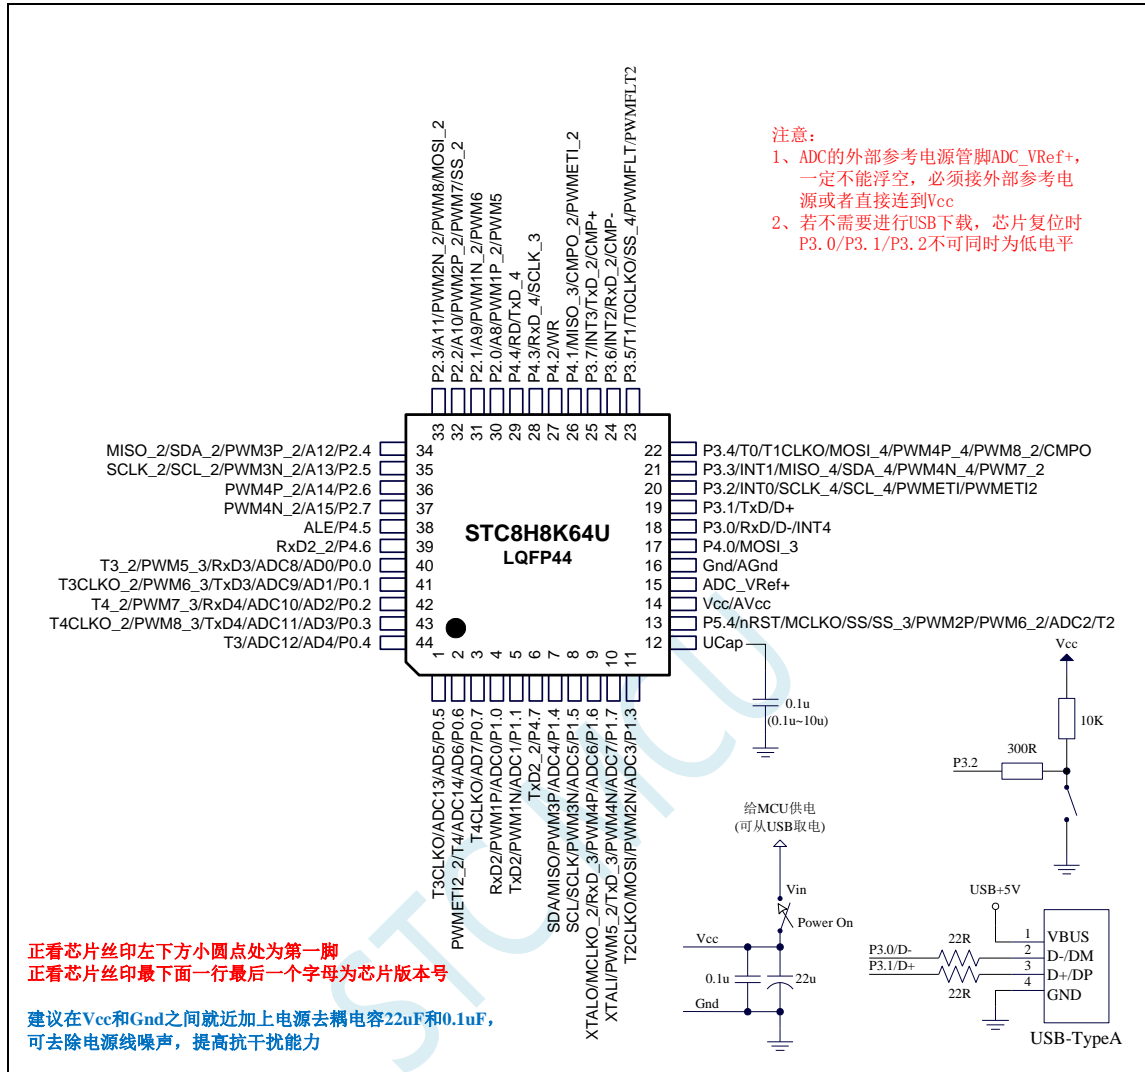 P2.3/A11/PWM2N_2/PWM8/MOSI_2
P2.2/A10/PWM2P_2/PWM7/SS_2
P2.1/A9/PWM1N_2/PWM6
P2.0/A8/PWM1P_2/PWM5
P4.4/RD/TxD_4
P4.3/RxD_4/SCLK_3
P4.2/WR
P4.1/MISO_3/CMPO_2/PWMETI_2
P3.7/INT3/TxD_2/CMP+
P3.6/INT2/RxD_2/CMP-
P3.5/T1/T0CLKO/SS_4/PWMFLT/PWMFLT2
注意：
1、ADC的外部参考电源管脚ADC_VRef+，
一定不能浮空，必须接外部参考电
源或者直接连到Vcc
2、若不需要进行USB下载，芯片复位时
P3.0/P3.1/P3.2不可同时为低电平
33 32 31 30 29 28 27 26 25 24 23
MISO_2/SDA_2/PWM3P_2/A12/P2.4 34
SCLK_2/SCL_2/PWM3N_2/A13/P2.5 35
PWM4P_2/A14/P2.6 36
PWM4N_2/A15/P2.7 37
ALE/P4.5 38
RxD2_2/P4.6 39
T3_2/PWM5_3/RxD3/ADC8/AD0/P0.0 40
T3CLKO_2/PWM6_3/TxD3/ADC9/AD1/P0.1 41
T4_2/PWM7_3/RxD4/ADC10/AD2/P0.2 42
T4CLKO_2/PWM8_3/TxD4/ADC11/AD3/P0.3 43
T3/ADC12/AD4/P0.4 44
STC8H8K64U
LQFP44
22 P3.4/T0/T1CLKO/MOSI_4/PWM4P_4/PWM8_2/CMPO
21 P3.3/INT1/MISO_4/SDA_4/PWM4N_4/PWM7_2
20 P3.2/INT0/SCLK_4/SCL_4/PWMETI/PWMETI2
19 P3.1/TxD/D+
18 P3.0/RxD/D-/INT4
17 P4.0/MOSI_3
16 Gnd/AGnd
15 ADC_VRef+
14 Vcc/AVcc
13 P5.4/nRST/MCLKO/SS/SS_3/PWM2P/PWM6_2/ADC2/T2
12 UCap
1 2 3 4 5 6 7 8 9 10 11
T3CLKO/ADC13/AD5/P0.5
PWMETI2_2/T4/ADC14/AD6/P0.6
T4CLKO/AD7/P0.7
RxD2/PWM1P/ADC0/P1.0
TxD2/PWM1N/ADC1/P1.1
TxD2_2/P4.7
SDA/MISO/PWM3P/ADC4/P1.4
SCL/SCLK/PWM3N/ADC5/P1.5
XTALO/MCLKO_2/RxD_3/PWM4P/ADC6/P1.6
XTALI/PWM5_2/TxD_3/PWM4N/ADC7/P1.7
T2CLKO/MOSI/PWM2N/ADC3/P1.3
0.1u
(0.1u~10u)
Vcc
10K
300R
P3.2
给MCU供电
(可从USB取电)
Vin
Power On
Vcc
0.1u
22u
Gnd
USB+5V
1 VBUS
P3.0/D- 22R 2 D-/DM
P3.1/D+ 22R 3 D+/DP
4 GND
USB-TypeA
正看芯片丝印左下方小圆点处为第一脚
正看芯片丝印最下面一行最后一个字母为芯片版本号
建议在Vcc和Gnd之间就近加上电源去耦电容22uF和0.1uF，
可去除电源线噪声，提高抗干扰能力
STCMCU